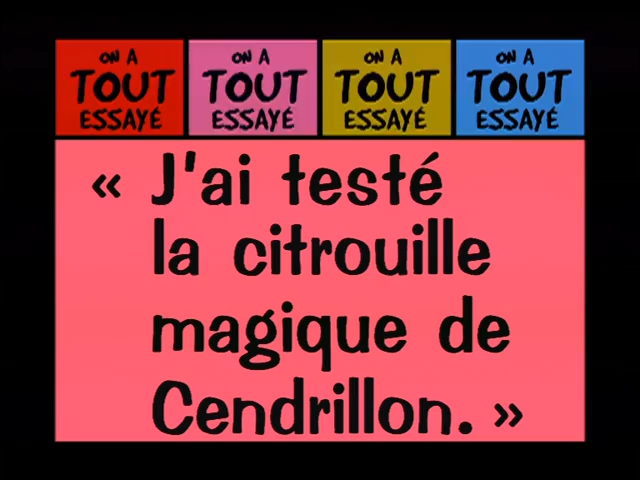 ON A TOUT ESSAYÉ
ON A TOUT ESSAYÉ
ON A TOUT ESSAYÉ
ON A TOUT ESSAYÉ
« J'ai testé
la citrouille
magique de
Cendrillon. »